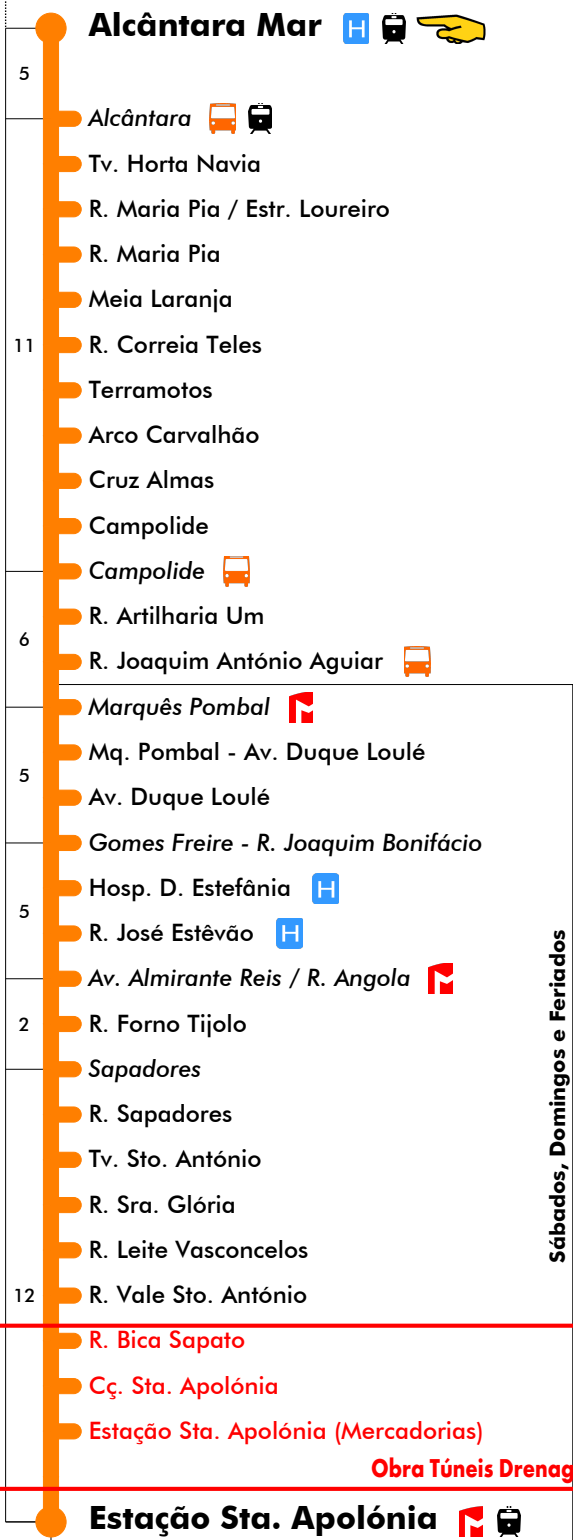 Alcântara Mar H
5
Alcântara
Tv. Horta Navia
R. Maria Pia / Estr. Loureiro
R. Maria Pia
Meia Laranja
11
R. Correia Teles
Terramotos
Arco Carvalhão
Cruz Almas
Campolide
Campolide
R. Artilharia Um
6
R. Joaquim António Aguiar
Marquês Pombal
Mq. Pombal - Av. Duque Loulé
5
Av. Duque Loulé
Gomes Freire - R. Joaquim Bonifácio
Hosp. D. Estefânia H
5
R. José Estêvão H
Av. Almirante Reis / R. Angola
2
R. Forno Tijolo
Sapadores
R. Sapadores
Tv. Sto. António
R. Sra. Glória
R. Leite Vasconcelos
12
R. Vale Sto. António
Sábados, Domingos e Feriados
R. Bica Sapato
Cç. Sta. Apolónia
Estação Sta. Apolónia (Mercadorias)
Obra Túneis Drenag
Estação Sta. Apolónia